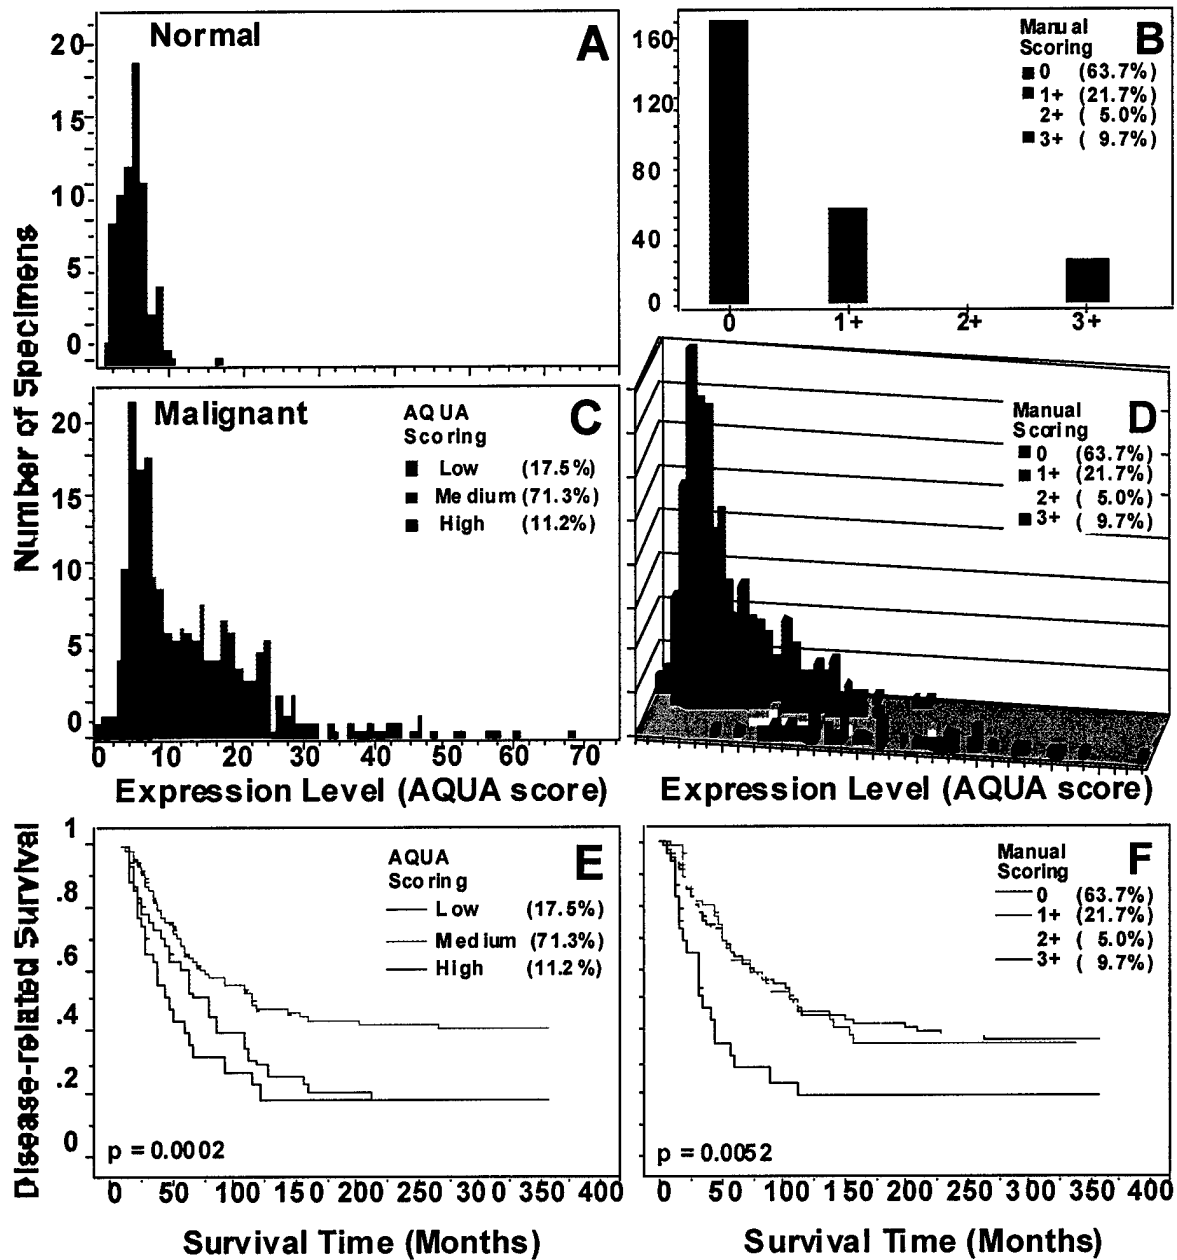 Number of Specimens
Normal
A
20
15
10
5
0
Manual
Scoring
B
0 (63.7%)
1+ (21.7%)
2+ ( 5.0%)
3+ ( 9.7%)
160
120
80
40
0
0 1+ 2+ 3+
Malignant
AQUA
Scoring
C
Low (17.5%)
Medium (71.3%)
High (11.2%)
20
15
10
5
0
0 10 20 30 40 50 60 70
Expression Level (AQUA score)
Manual
Scoring
D
0 (63.7%)
1+ (21.7%)
2+ ( 5.0%)
3+ ( 9.7%)
Expression Level (AQUA score)
Disease-related Survival
1
.8
.6
.4
.2
0
AQUA
Scoring
E
Low (17.5%)
Medium (71.3%)
High (11.2%)
p = 0.0002
0 50 100 150 200 250 300 350 400
Survival Time (Months)
Manual
Scoring
F
0 (63.7%)
1+ (21.7%)
2+ ( 5.0%)
3+ ( 9.7%)
p = 0.0052
0 50 100 150 200 250 300 350 400
Survival Time (Months)